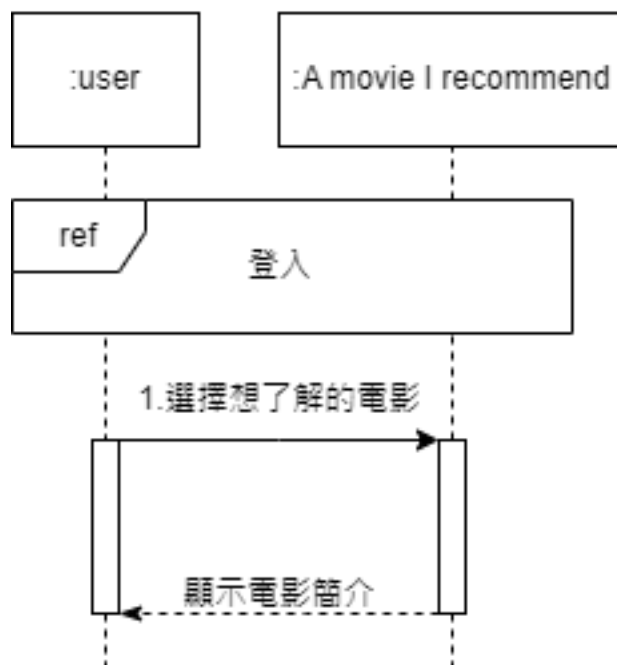 :user
:A movie I recommend
ref
登入
1.選擇想了解的電影
顯示電影簡介